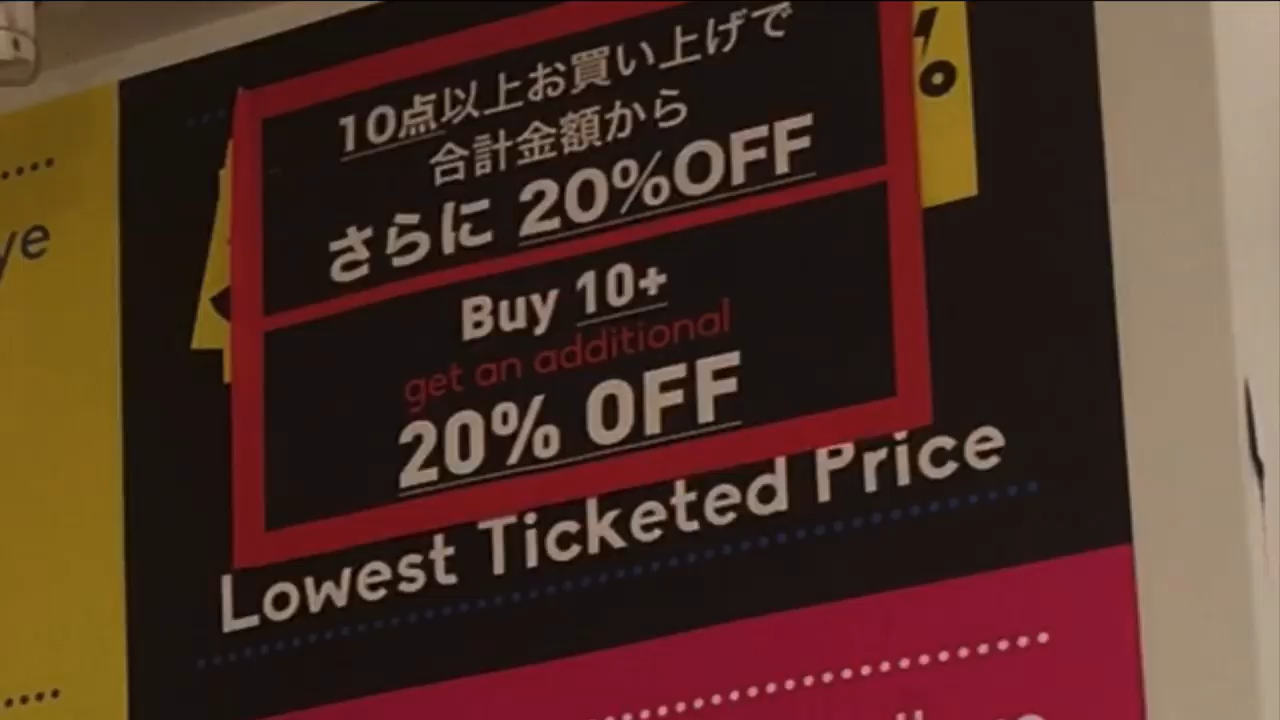 10点以上お買い上げで
合計金額から
さらに 20%OFF
Buy 10+
get an additional
20% OFF
Lowest Ticketed Price
%
ye